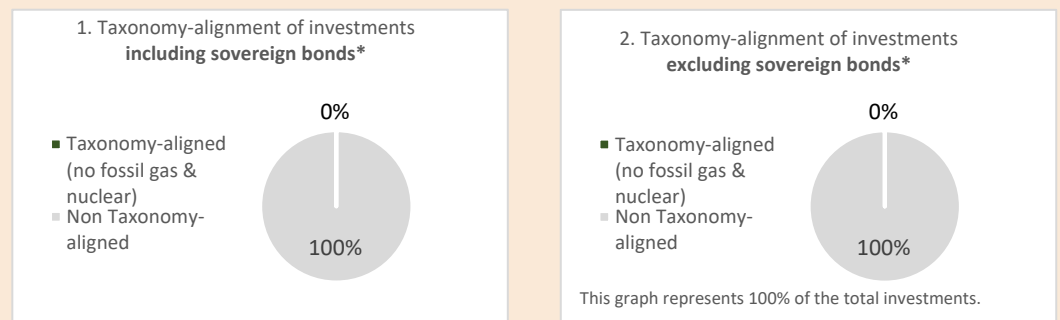 1. Taxonomy-alignment of investments
including sovereign bonds*
0%
Taxonomy-aligned
(no fossil gas &
nuclear)
Non Taxonomy-
aligned
100%
2. Taxonomy-alignment of investments
excluding sovereign bonds*
0%
Taxonomy-aligned
(no fossil gas &
nuclear)
Non Taxonomy-
aligned
100%
This graph represents 100% of the total investments.